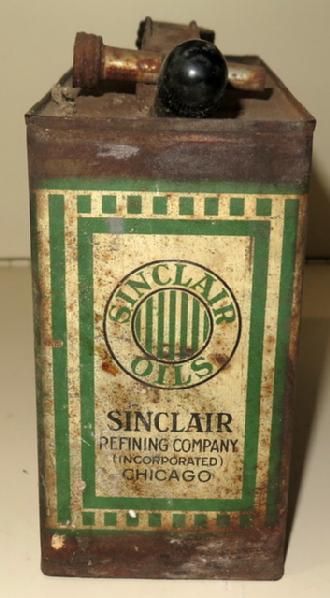 SINCLAIR
OILS
SINCLAIR
REFINING COMPANY
(INCORPORATED)
CHICAGO